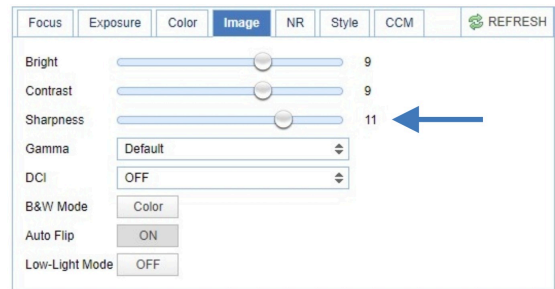 Focus Exposure Color Image NR Style CCM REFRESH
Bright 9
Contrast 9
Sharpness 11
Gamma Default
DCI OFF
B&W Mode Color
Auto Flip ON
Low-Light Mode OFF